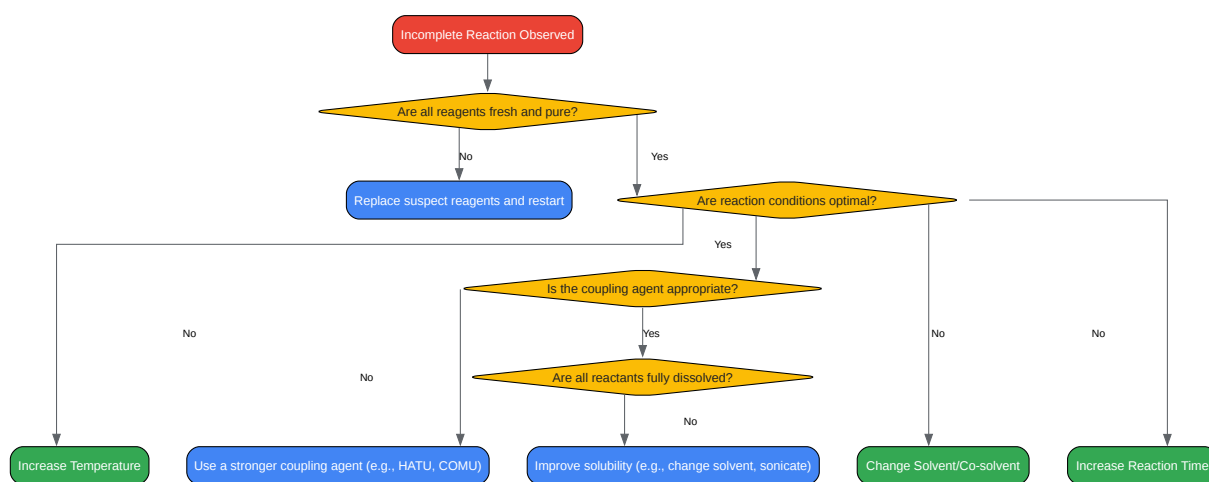 Incomplete Reaction Observed
Are all reagents fresh and pure?
No
Yes
Replace suspect reagents and restart
Are reaction conditions optimal?
Yes
Is the coupling agent appropriate?
No
Yes
No
No
No
Are all reactants fully dissolved?
No
Increase Temperature
Use a stronger coupling agent (e.g., HATU, COMU)
Improve solubility (e.g., change solvent, sonicate)
Change Solvent/Co-solvent
Increase Reaction Time